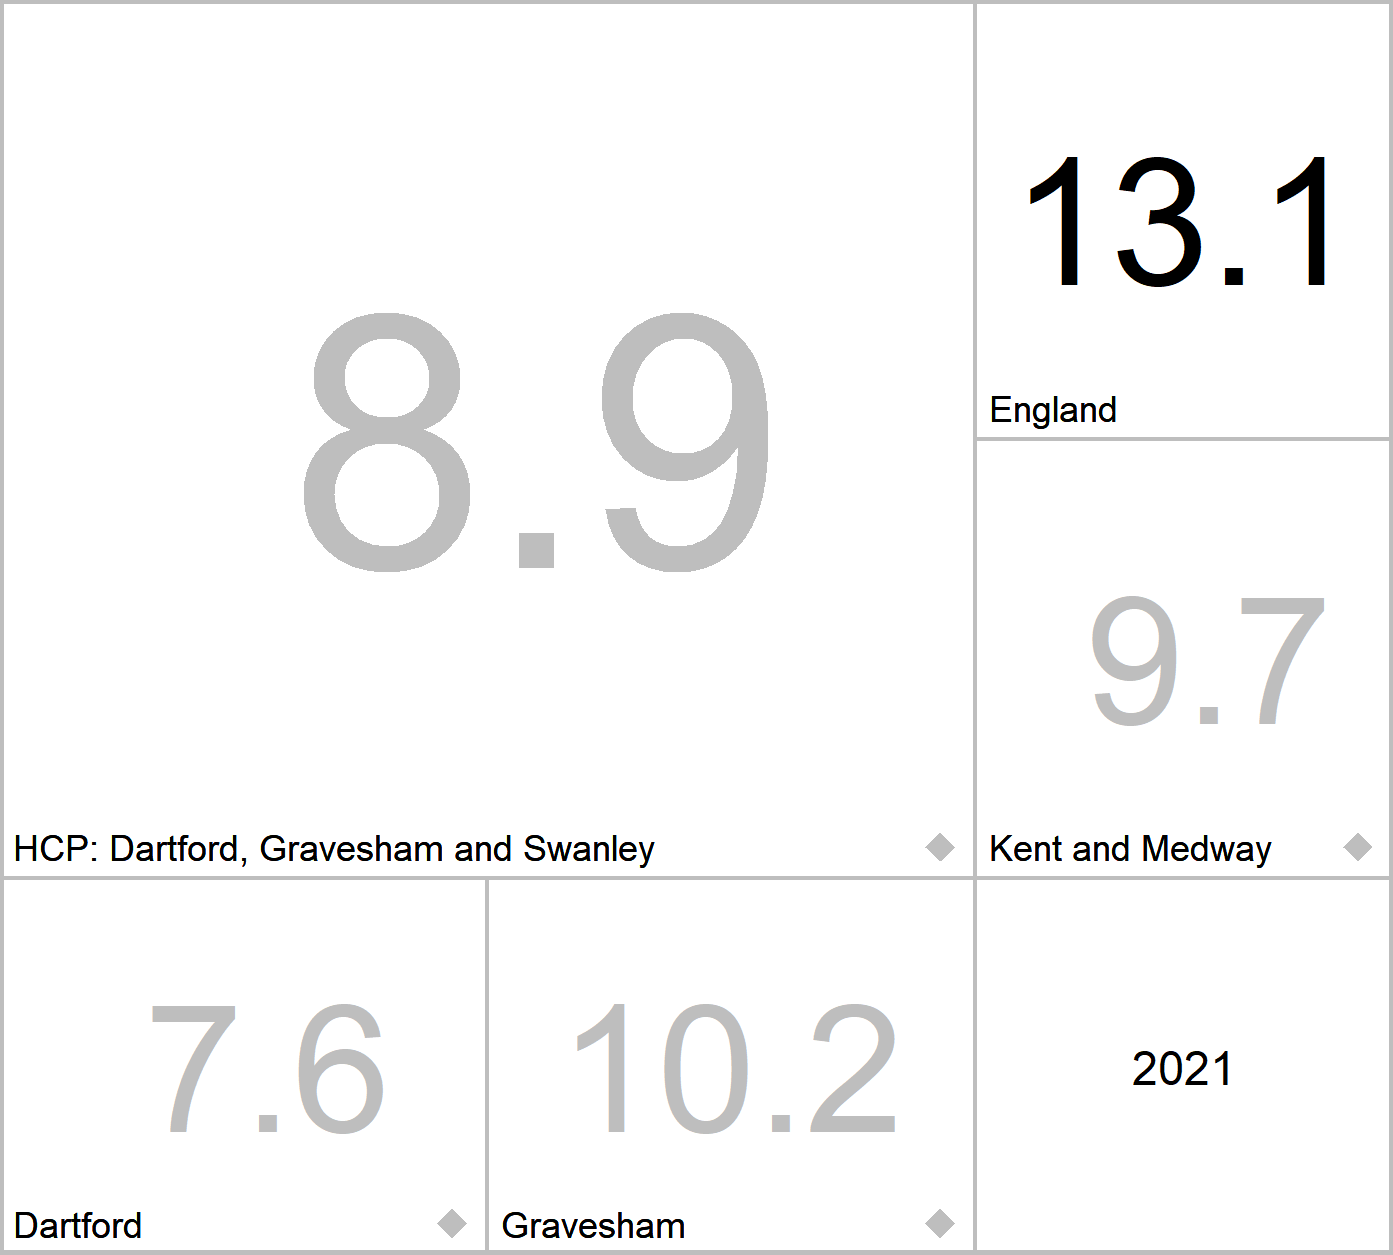 8.9
HCP: Dartford, Gravesham and Swanley
13.1
England
9.7
Kent and Medway
7.6
Dartford
10.2
Gravesham
2021